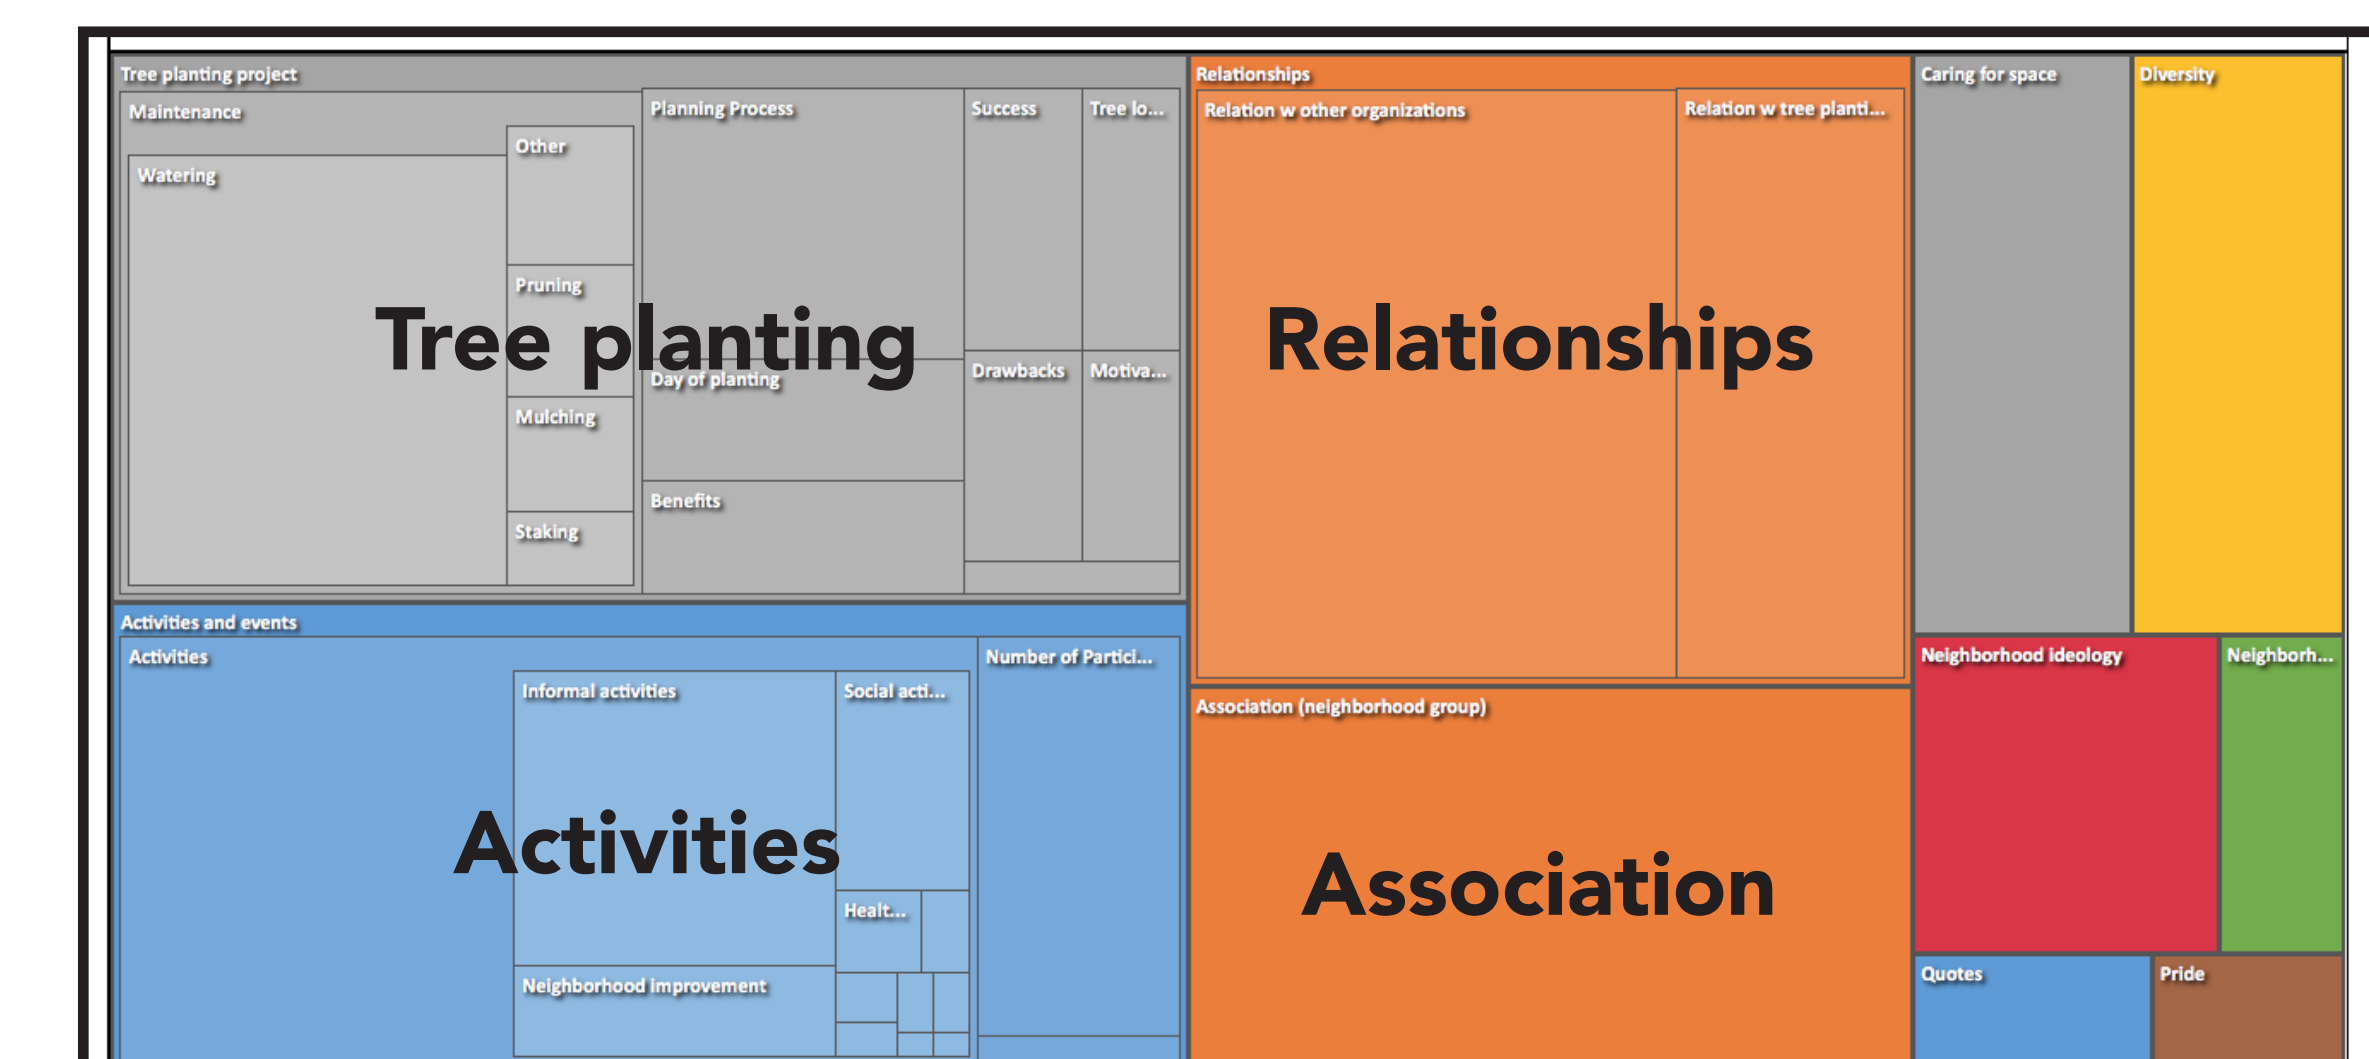 Tree planting project
Maintenance
Watering
Other
Pruning
Mulching
Staking
Planning Process
Day of planting
Benefits
Success
Tree lo...
Drawbacks
Motiva...
Tree planting
Relationships
Relation w other organizations
Relation w tree planti...
Relationships
Caring for space
Diversity
Activities and events
Activities
Informal activities
Social acti...
Healt...
Neighborhood improvement
Number of Partici...
Activities
Association (neighborhood group)
Association
Neighborhood ideology
Neighborh...
Quotes
Pride